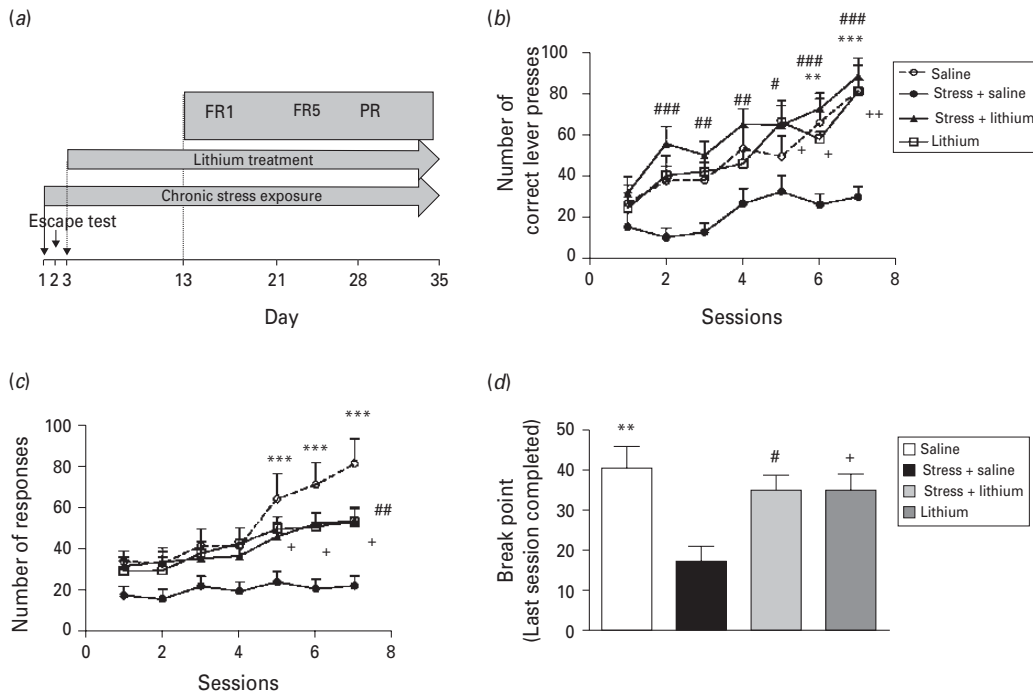 (a)
FR1 FR5 PR
Lithium treatment
Chronic stress exposure
Escape test
1 2 3 13 21 28 35
Day
(b)
Number of
correct lever presses
100
80
60
40
20
0
### ## ## # ### ** ### ***
+ + ++
0 2 4 6 8
Sessions
Saline
Stress + saline
Stress + lithium
Lithium
(c)
Number of responses
100
80
60
40
20
0
*** *** ***
##
+ + +
0 2 4 6 8
Sessions
(d)
Break point
(Last session completed)
50
40
30
20
10
0
** # +
Saline
Stress + saline
Stress + lithium
Lithium